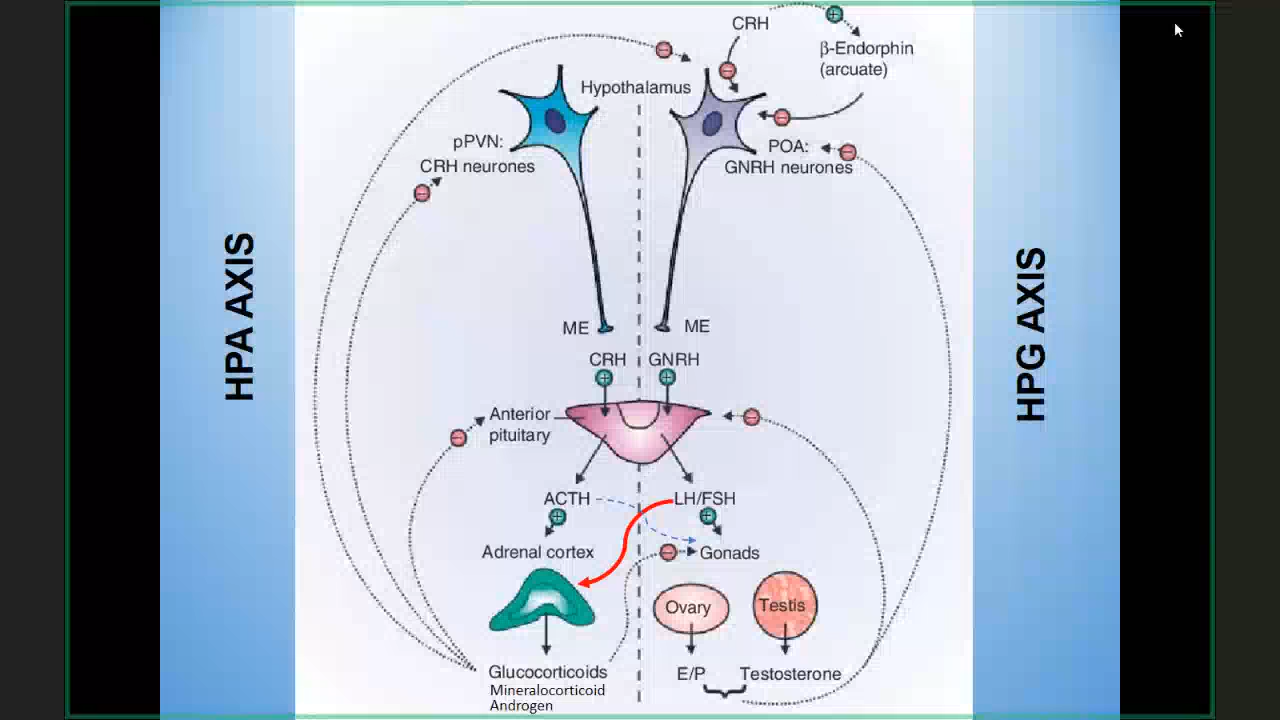 CRH
β-Endorphin
(arcuate)
Hypothalamus
pPVN:
CRH neurones
POA:
GNRH neurones
HPA AXIS
HPG AXIS
ME
ME
CRH
GNRH
Anterior
pituitary
ACTH
LH/FSH
Adrenal cortex
Gonads
Ovary
Testis
Glucocorticoids
Mineralocorticoid
Androgen
E/P
Testosterone